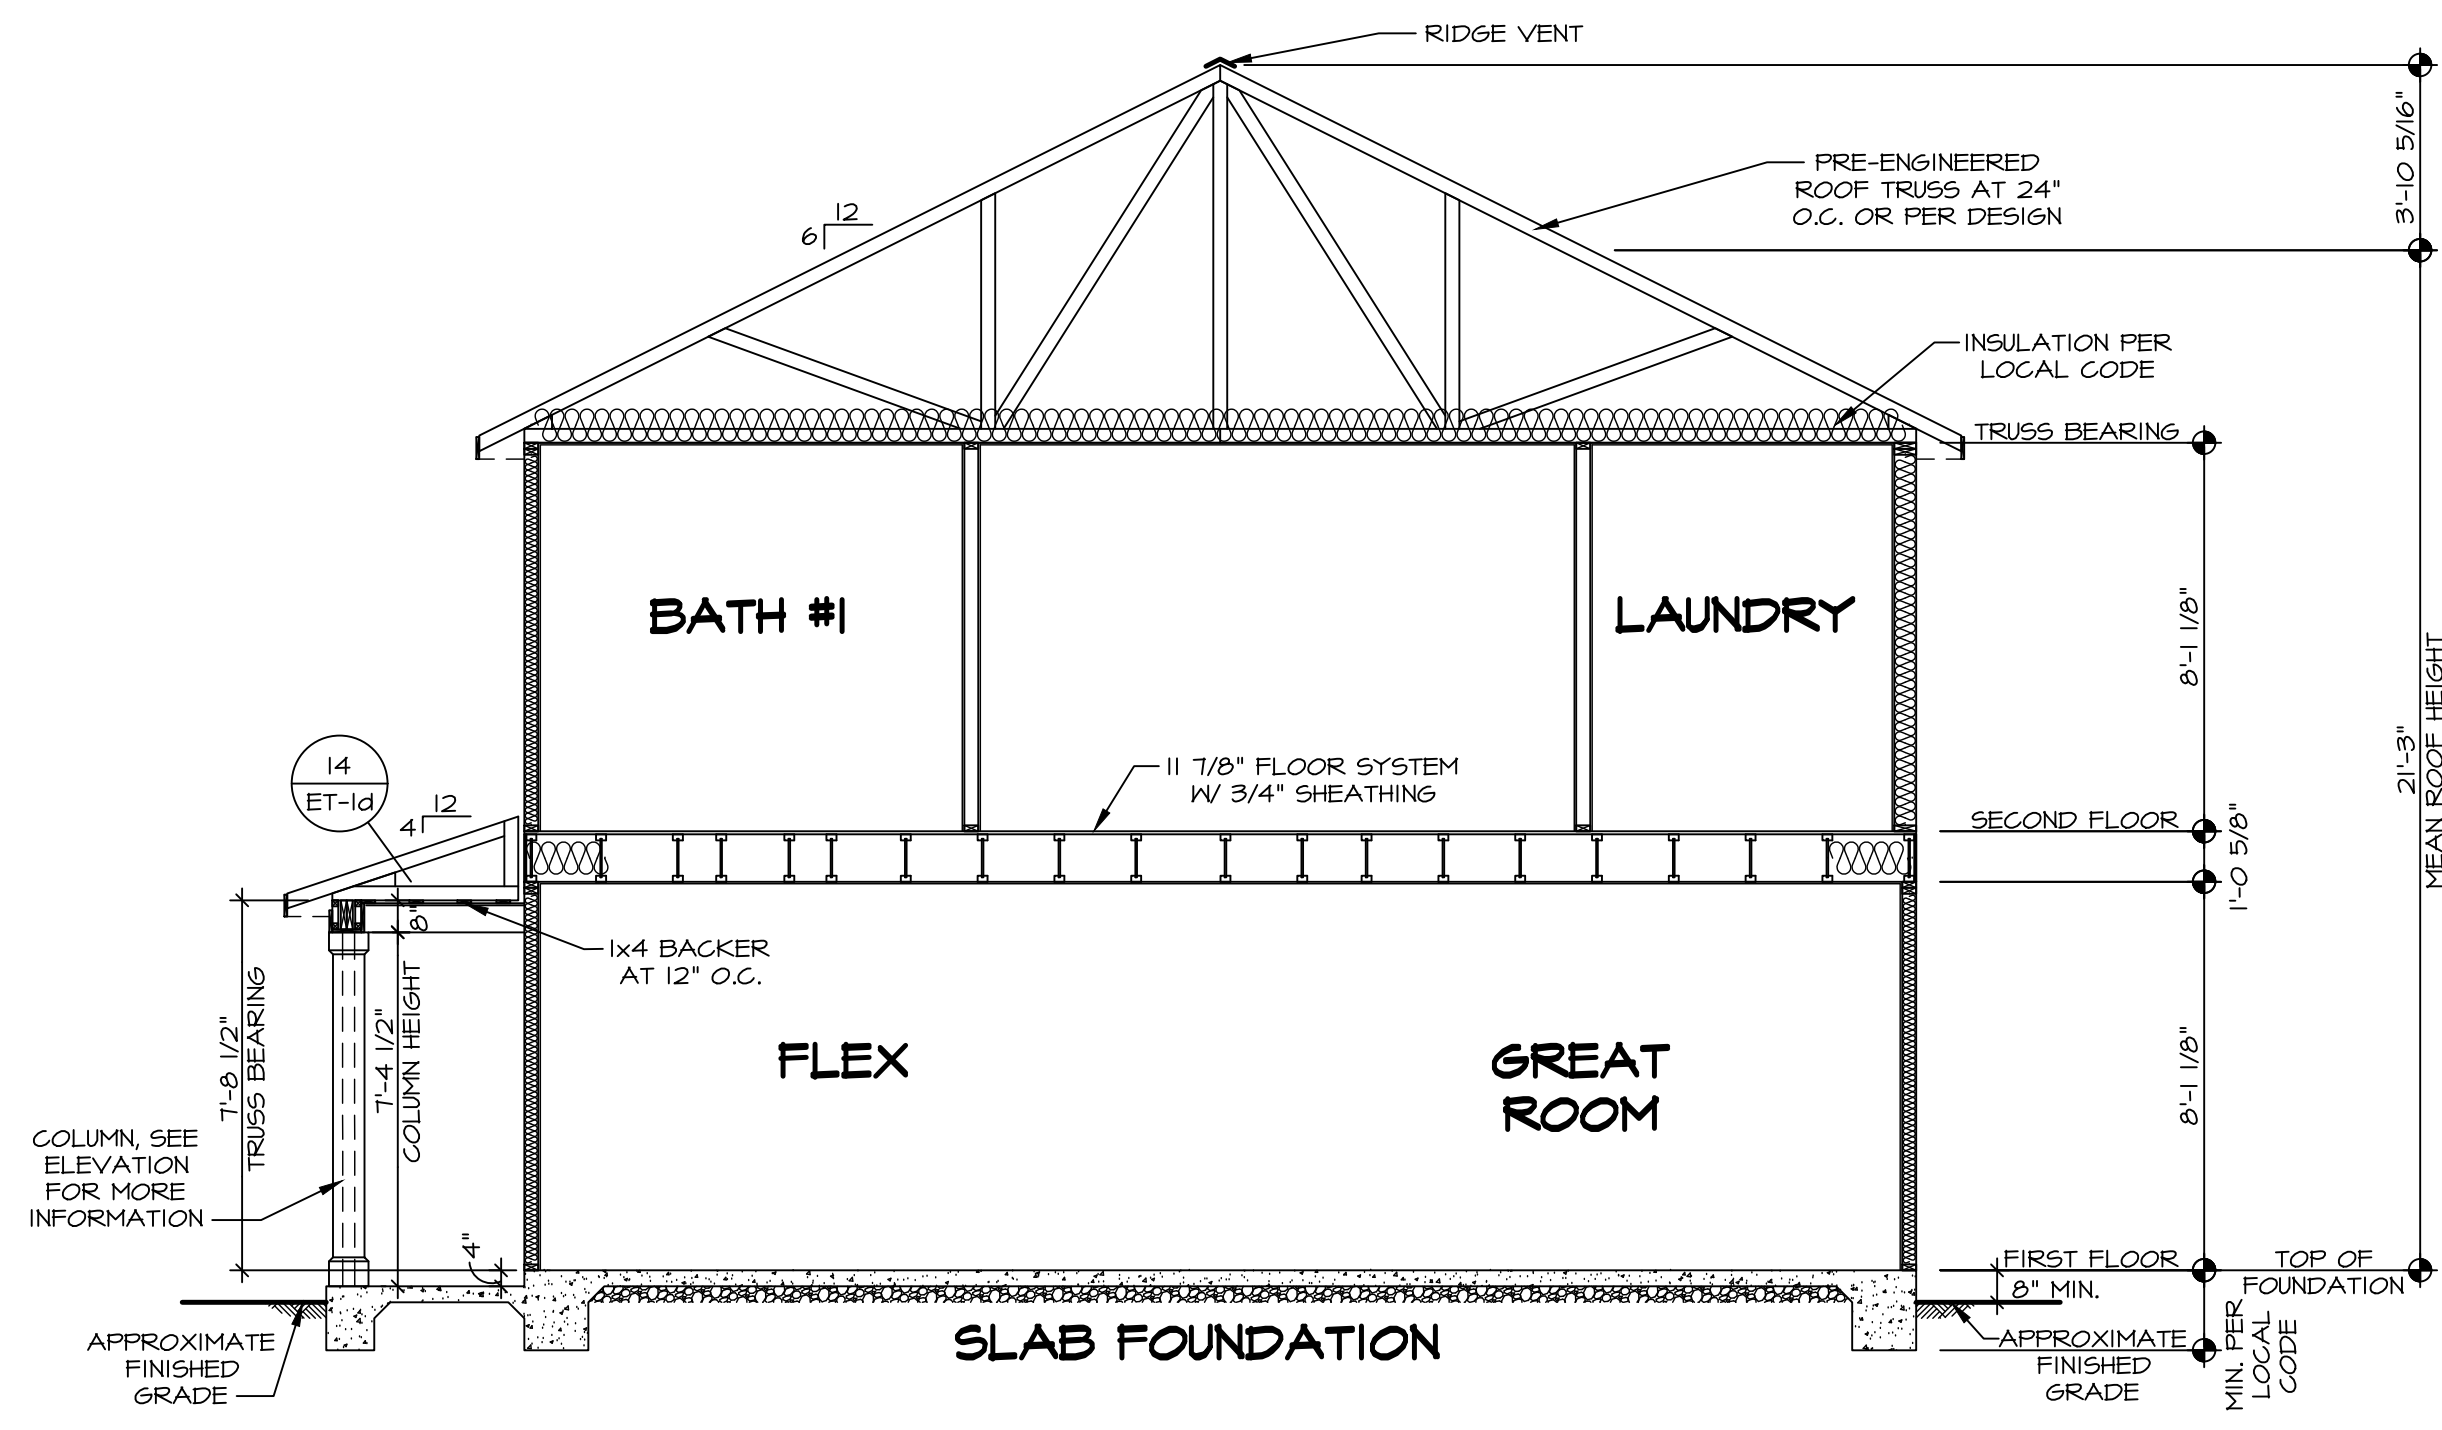 RIDGE VENT
3'-10 5/16"
PRE-ENGINEERED
ROOF TRUSS AT 24"
O.C. OR PER DESIGN
12
6
INSULATION PER
LOCAL CODE
TRUSS BEARING
BATH #1
LAUNDRY
8'-1 1/8"
21'-3"
MEAN ROOF HEIGHT
14
ET-1d
12
4
11 7/8" FLOOR SYSTEM
W/ 3/4" SHEATHING
SECOND FLOOR
1'-0 5/8"
8"
1x4 BACKER
AT 12" O.C.
7'-8 1/2"
TRUSS BEARING
7'-4 1/2"
COLUMN HEIGHT
FLEX
GREAT
ROOM
8'-1 1/8"
COLUMN, SEE
ELEVATION
FOR MORE
INFORMATION
4"
FIRST FLOOR
TOP OF
FOUNDATION
8" MIN.
APPROXIMATE
FINISHED
GRADE
SLAB FOUNDATION
APPROXIMATE
FINISHED
GRADE
MIN. PER
LOCAL
CODE